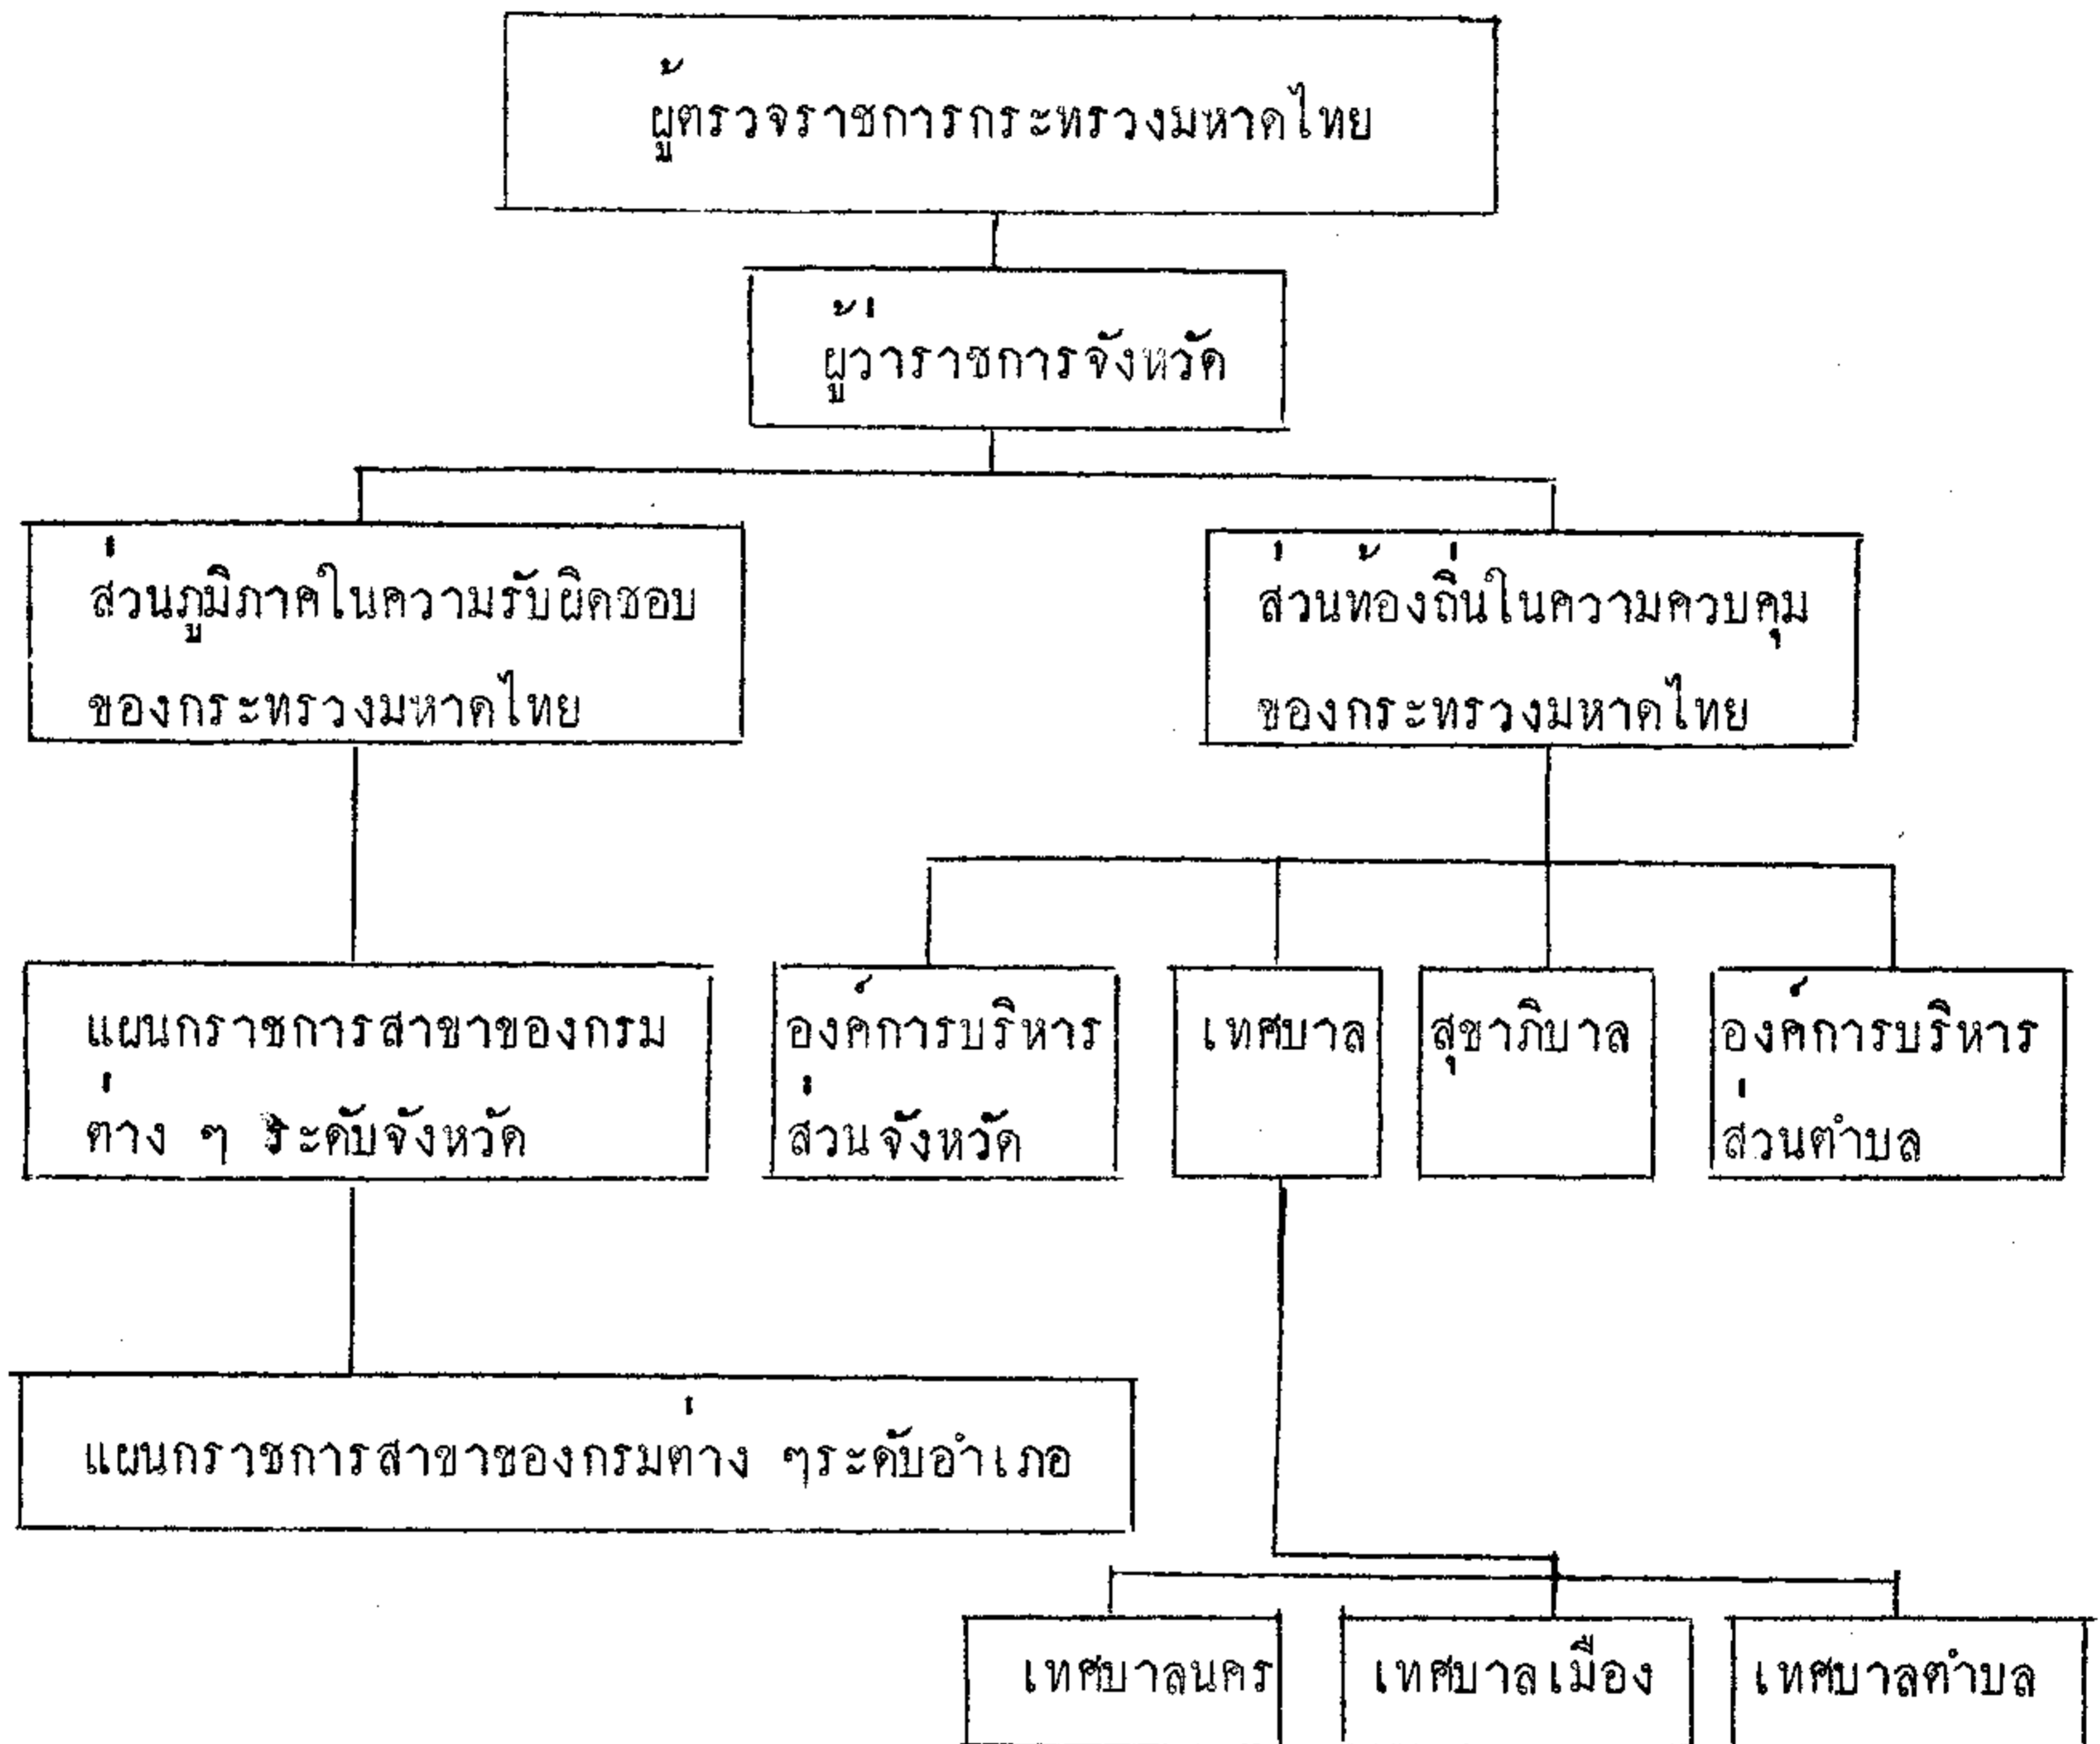 ผู้ตรวจราชการกระทรวงมหาดไทย
ผู้ว่าราชการจังหวัด
ส่วนภูมิภาคในความรับผิดชอบ
ของกระทรวงมหาดไทย
ส่วนท้องถิ่นในความควบคุม
ของกระทรวงมหาดไทย
แผนกราชการสาขาของกรม
ต่าง ๆ ระดับจังหวัด
องค์การบริหาร
ส่วนจังหวัด
เทศบาล
สุขาภิบาล
องค์การบริหาร
ส่วนตำบล
แผนกราชการสาขาของกรมต่าง ๆระดับอำเภอ
เทศบาลนคร
เทศบาลเมือง
เทศบาลตำบล